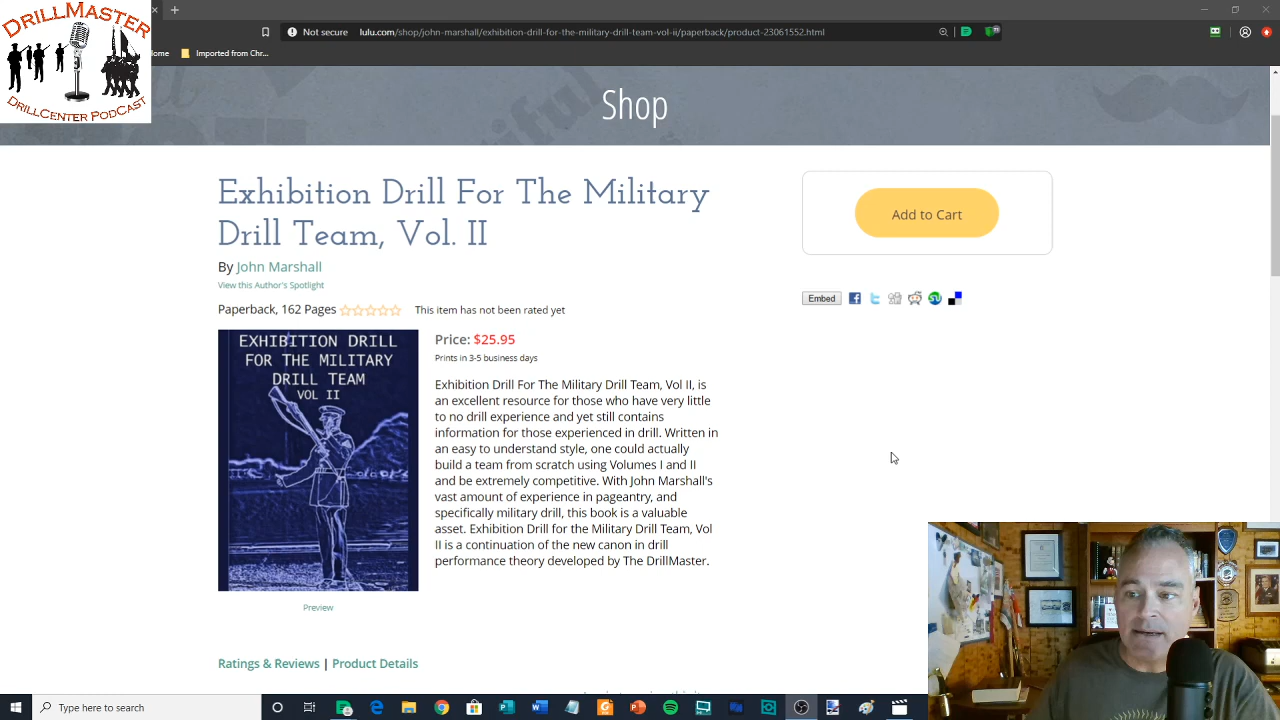 DRILLMASTER
DRILLCENTER PODCAST
Not secure
lulu.com/shop/john-marshall/exhibition-drill-for-the-military-drill-team-vol-ii/paperback/product-23061552.html
ome
Imported from Chr...
Shop
Exhibition Drill For The Military
Drill Team, Vol. II
Add to Cart
By John Marshall
View this Author's Spotlight
Embed
Paperback, 162 Pages
This item has not been rated yet
EXHIBITION DRILL
FOR THE MILITARY
DRILL TEAM
VOL II
Price: $25.95
Prints in 3-5 business days
Exhibition Drill For The Military Drill Team, Vol II, is
an excellent resource for those who have very little
to no drill experience and yet still contains
information for those experienced in drill. Written in
an easy to understand style, one could actually
build a team from scratch using Volumes I and II
and be extremely competitive. With John Marshall's
vast amount of experience in pageantry, and
specifically military drill, this book is a valuable
asset. Exhibition Drill for the Military Drill Team, Vol
II is a continuation of the new canon in drill
performance theory developed by The DrillMaster.
Preview
Ratings & Reviews | Product Details
Type here to search